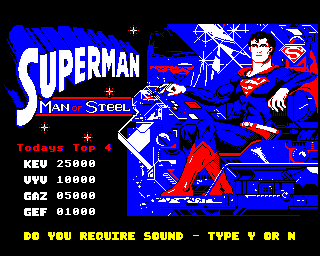 SUPERMAN
MAN OF STEEL
Todays Top 4
KEV 25000
VYV 10000
GAZ 05000
GEF 01000
DO YOU REQUIRE SOUND - TYPE Y OR N